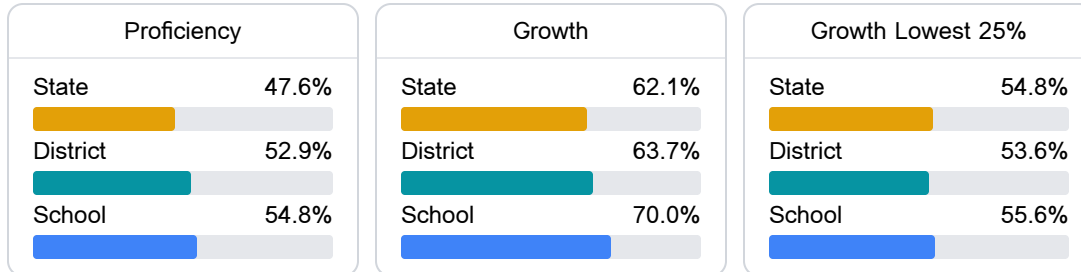 Proficiency
State 47.6%
District 52.9%
School 54.8%
Growth
State 62.1%
District 63.7%
School 70.0%
Growth Lowest 25%
State 54.8%
District 53.6%
School 55.6%